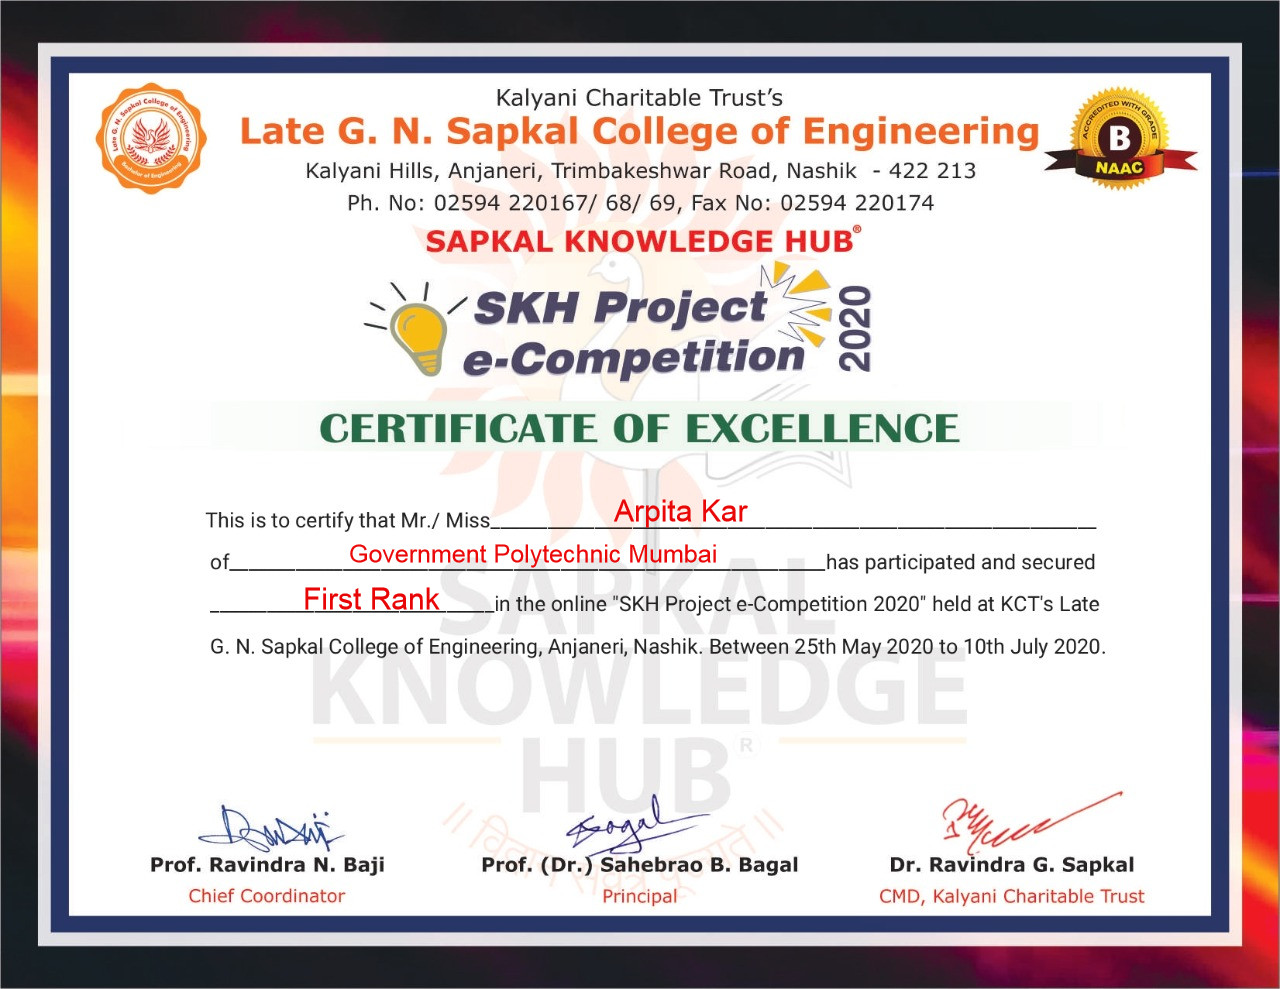 Kalyani Charitable Trust's
Late G. N. Sapkal College of Engineering
Late G. N. Sapkal College of Engineering
Kalyani Hills, Anjaneri, Trimbakeshwar Road, Nashik - 422 213
Ph. No: 02594 220167/ 68/ 69, Fax No: 02594 220174
ACCREDITED WITH GRADE
B
NAAC
SAPKAL KNOWLEDGE HUB®
SKH Project
e-Competition
2020
CERTIFICATE OF EXCELLENCE
This is to certify that Mr./ Miss Arpita Kar
of Government Polytechnic Mumbai has participated and secured
First Rank in the online "SKH Project e-Competition 2020" held at KCT's Late
G. N. Sapkal College of Engineering, Anjaneri, Nashik. Between 25th May 2020 to 10th July 2020.
SAPKAL
KNOWLEDGE
HUB®
Prof. Ravindra N. Baji
Chief Coordinator
Prof. (Dr.) Sahebrao B. Bagal
Principal
Dr. Ravindra G. Sapkal
CMD, Kalyani Charitable Trust